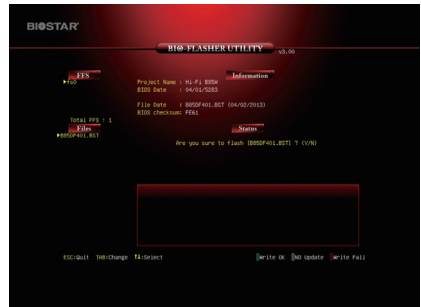 BIOSTAR
BIO-FLASHER UTILITY v3.00
FFS
▶fs0
Information
Project Name : Hi-Fi B85W
BIOS Date : 04/01/5283
File Date : B85DF401.BST (04/02/2013)
BIOS checksum: FE61
Total FFS : 1
Files
▶B85DF401.BST
Status
Are you sure to flash (B85DF401.BST) ? (Y/N)
ESC:Quit TAB:Change ↑↓:Select
Write OK NO Update Write Fail